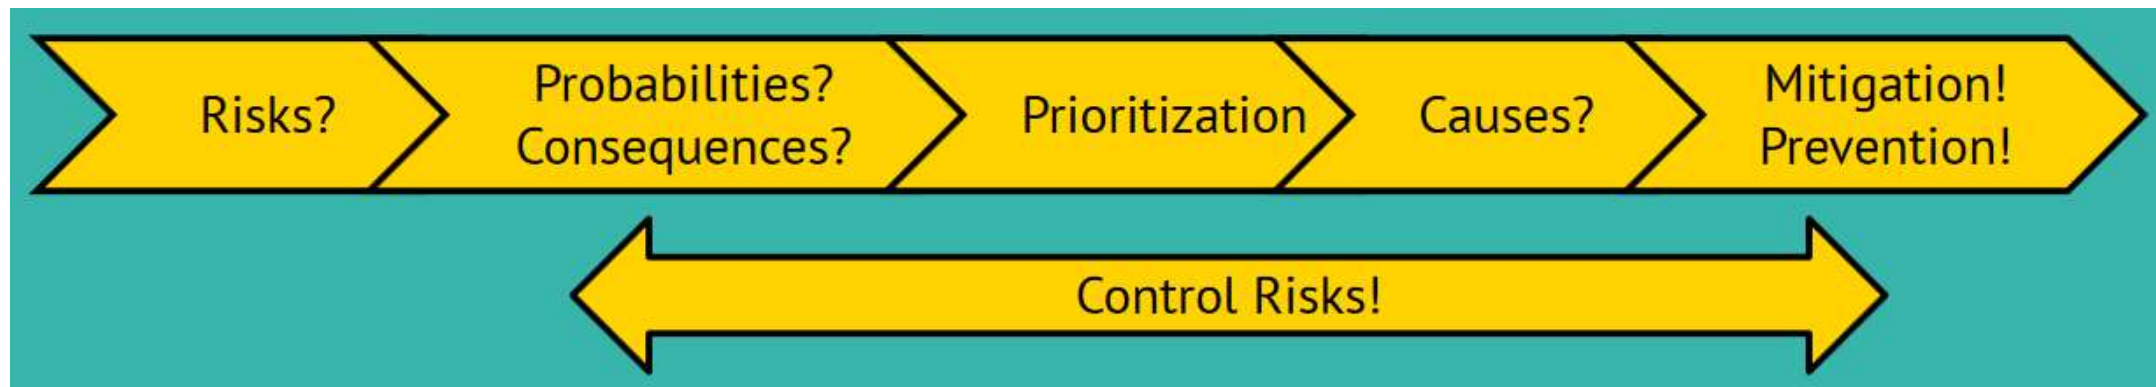 Risks?
Probabilities?
Consequences?
Prioritization
Causes?
Mitigation!
Prevention!
Control Risks!